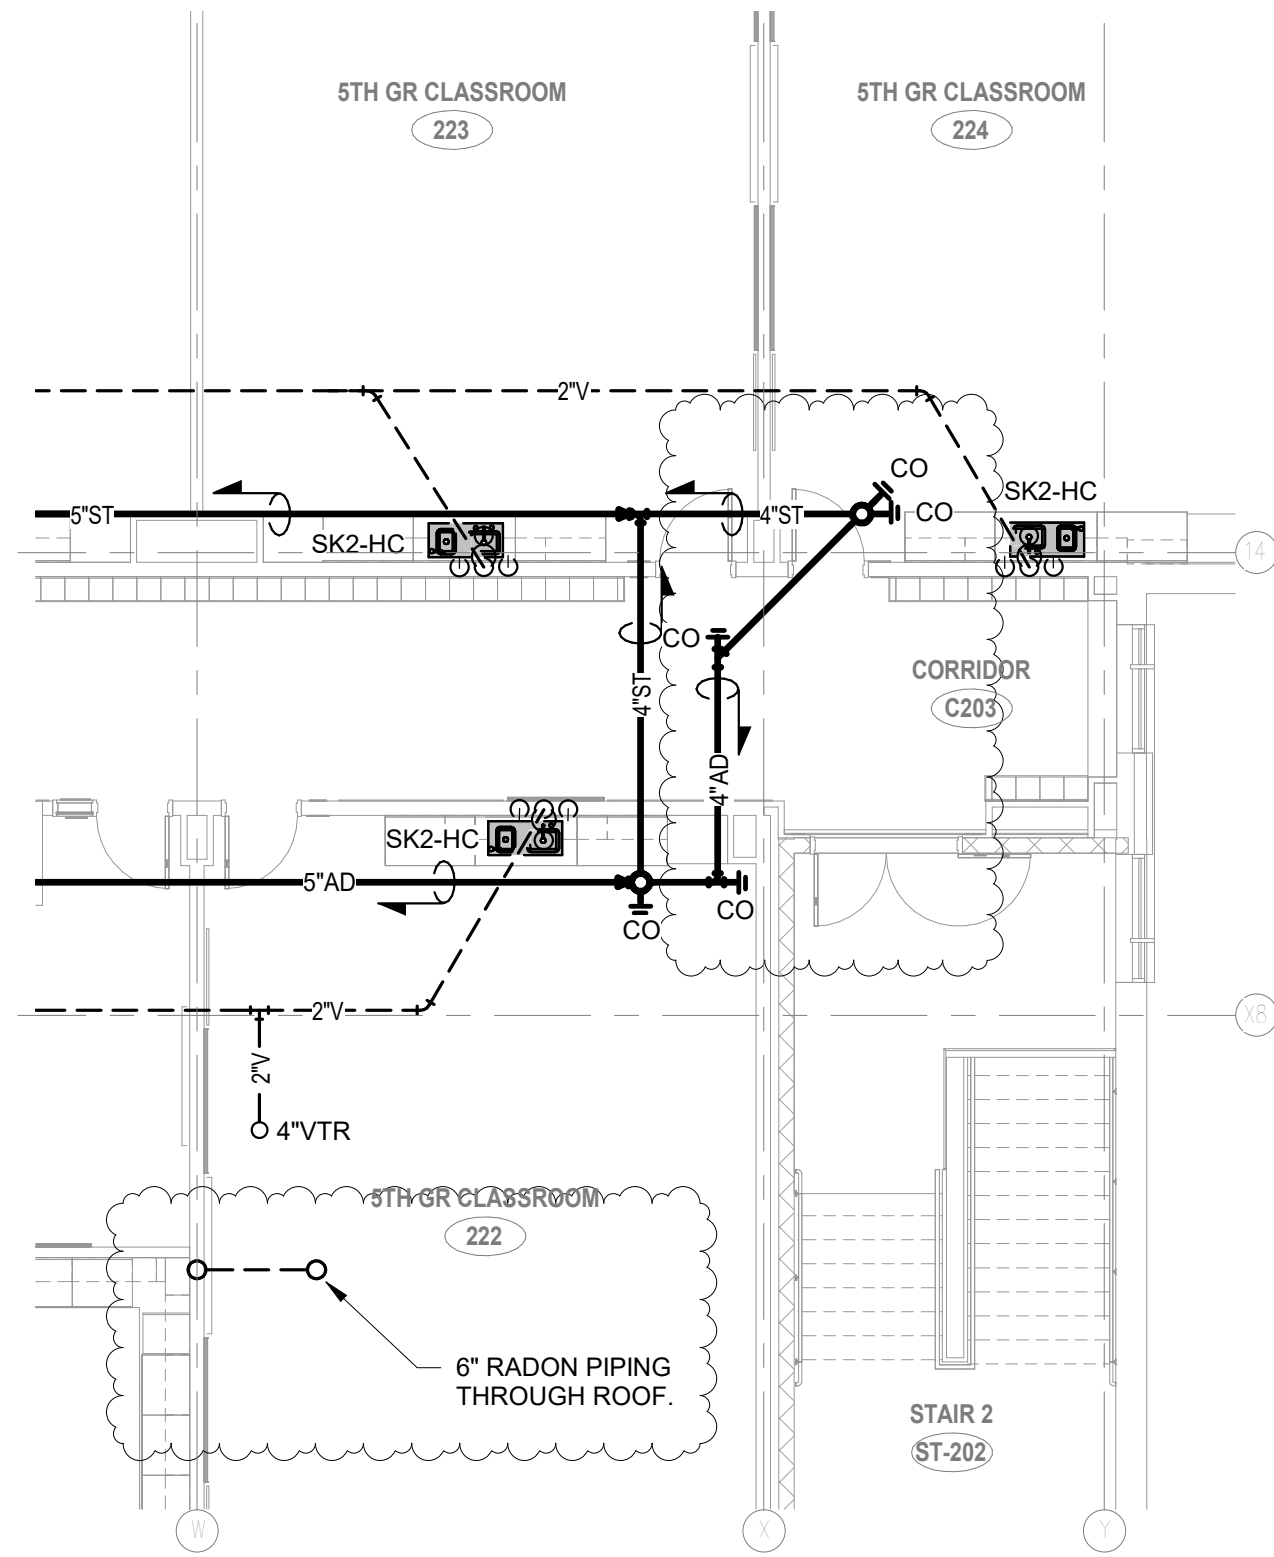 5TH GR CLASSROOM
223
5TH GR CLASSROOM
224
2"V
CO
SK2-HC
5"ST
4"ST
CO
SK2-HC
14
CO
4"ST
CORRIDOR
C203
4"AD
SK2-HC
5"AD
CO
CO
2"V
X8
2"V
4"VTR
5TH GR CLASSROOM
222
6" RADON PIPING
THROUGH ROOF.
STAIR 2
ST-202
W
X
Y